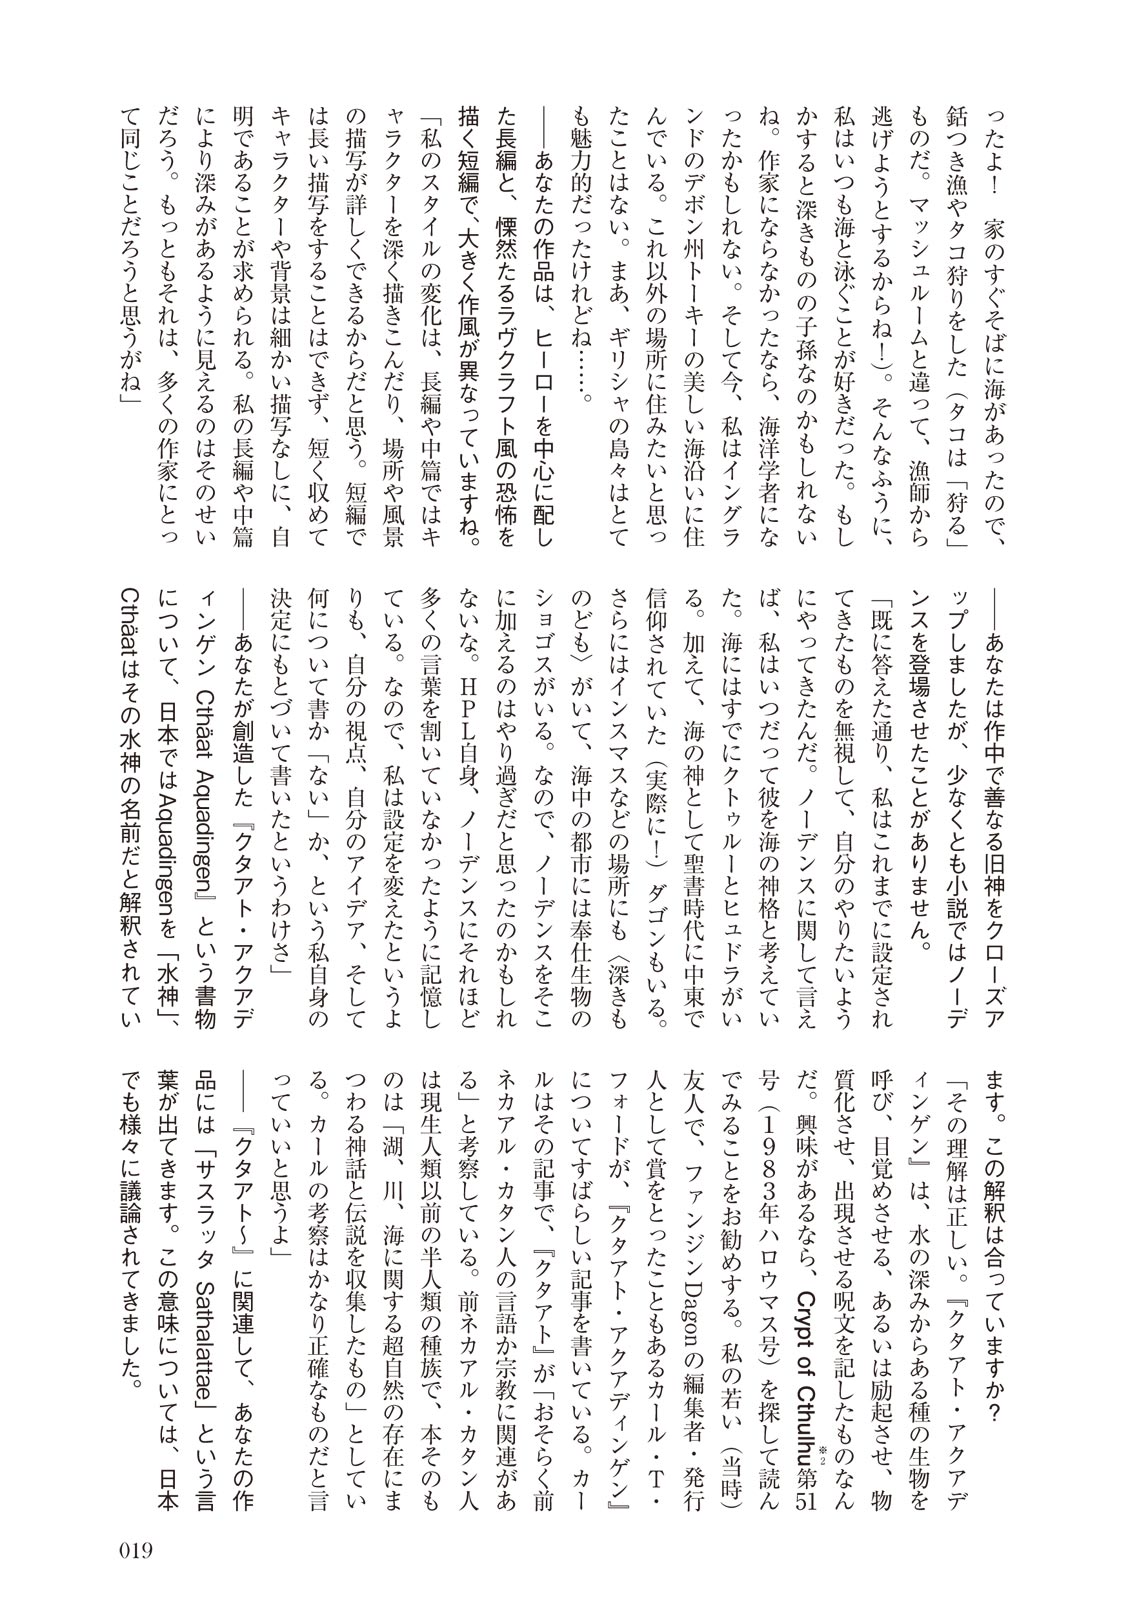 ったよ！　家のすぐそばに海があったので、
銛つき漁やタコ狩りをした（タコは「狩る」
ものだ。マッシュルームと違って、漁師から
逃げようとするからね！）。そんなふうに、
私はいつも海と泳ぐことが好きだった。もし
かすると深きものの子孫なのかもしれない
ね。作家にならなかったなら、海洋学者にな
ったかもしれない。そして今、私はイングラ
ンドのデボン州トーキーの美しい海沿いに住
んでいる。これ以外の場所に住みたいと思っ
たことはない。まあ、ギリシャの島々はとて
も魅力的だったけれどね……。
――あなたの作品は、ヒーローを中心に配し
た長編と、慄然たるラヴクラフト風の恐怖を
描く短編で、大きく作風が異なっていますね。
「私のスタイルの変化は、長編や中篇ではキ
ャラクターを深く描きこんだり、場所や風景
の描写が詳しくできるからだと思う。短編で
は長い描写をすることはできず、短く収めて
キャラクターや背景は細かい描写なしに、自
明であることが求められる。私の長編や中篇
により深みがあるように見えるのはそのせい
だろう。もっともそれは、多くの作家にとっ
て同じことだろうと思うがね」
――あなたは作中で善なる旧神をクローズア
ップしましたが、少なくとも小説ではノーデ
ンスを登場させたことがありません。
「既に答えた通り、私はこれまでに設定され
てきたものを無視して、自分のやりたいよう
にやってきたんだ。ノーデンスに関して言え
ば、私はいつだって彼を海の神格と考えてい
た。海にはすでにクトゥルーとヒュドラがい
る。加えて、海の神として聖書時代に中東で
信仰されていた（実際に！）ダゴンもいる。
さらにはインスマスなどの場所にも〈深きも
のども〉がいて、海中の都市には奉仕生物の
ショゴスがいる。なので、ノーデンスをそこ
に加えるのはやり過ぎだと思ったのかもしれ
ないな。ＨＰＬ自身、ノーデンスにそれほど
多くの言葉を割いていなかったように記憶し
ている。なので、私は設定を変えたというよ
りも、自分の視点、自分のアイデア、そして
何について書か「ない」か、という私自身の
決定にもとづいて書いたというわけさ」
――あなたが創造した『クタアト・アクアデ
ィンゲン Cthäat Aquadingen』という書物
について、日本ではAquadingenを「水神」、
Cthäatはその水神の名前だと解釈されてい
ます。この解釈は合っていますか？
「その理解は正しい。『クタアト・アクアデ
ィンゲン』は、水の深みからある種の生物を
呼び、目覚めさせる、あるいは励起させ、物
質化させ、出現させる呪文を記したものなん
だ。興味があるなら、Crypt of Cthulhu※2第51
号（１９８３年ハロウマス号）を探して読ん
でみることをお勧めする。私の若い（当時）
友人で、ファンジンDagonの編集者・発行
人として賞をとったこともあるカール・Ｔ・
フォードが、『クタアト・アクアディンゲン』
についてすばらしい記事を書いている。カー
ルはその記事で、『クタアト』が「おそらく前
ネカアル・カタン人の言語か宗教に関連があ
る」と考察している。前ネカアル・カタン人
は現生人類以前の半人類の種族で、本そのも
のは「湖、川、海に関する超自然の存在にま
つわる神話と伝説を収集したもの」としてい
る。カールの考察はかなり正確なものだと言
っていいと思うよ」
――『クタアト～』に関連して、あなたの作
品には「サスラッタ Sathalattae」という言
葉が出てきます。この意味については、日本
でも様々に議論されてきました。
019